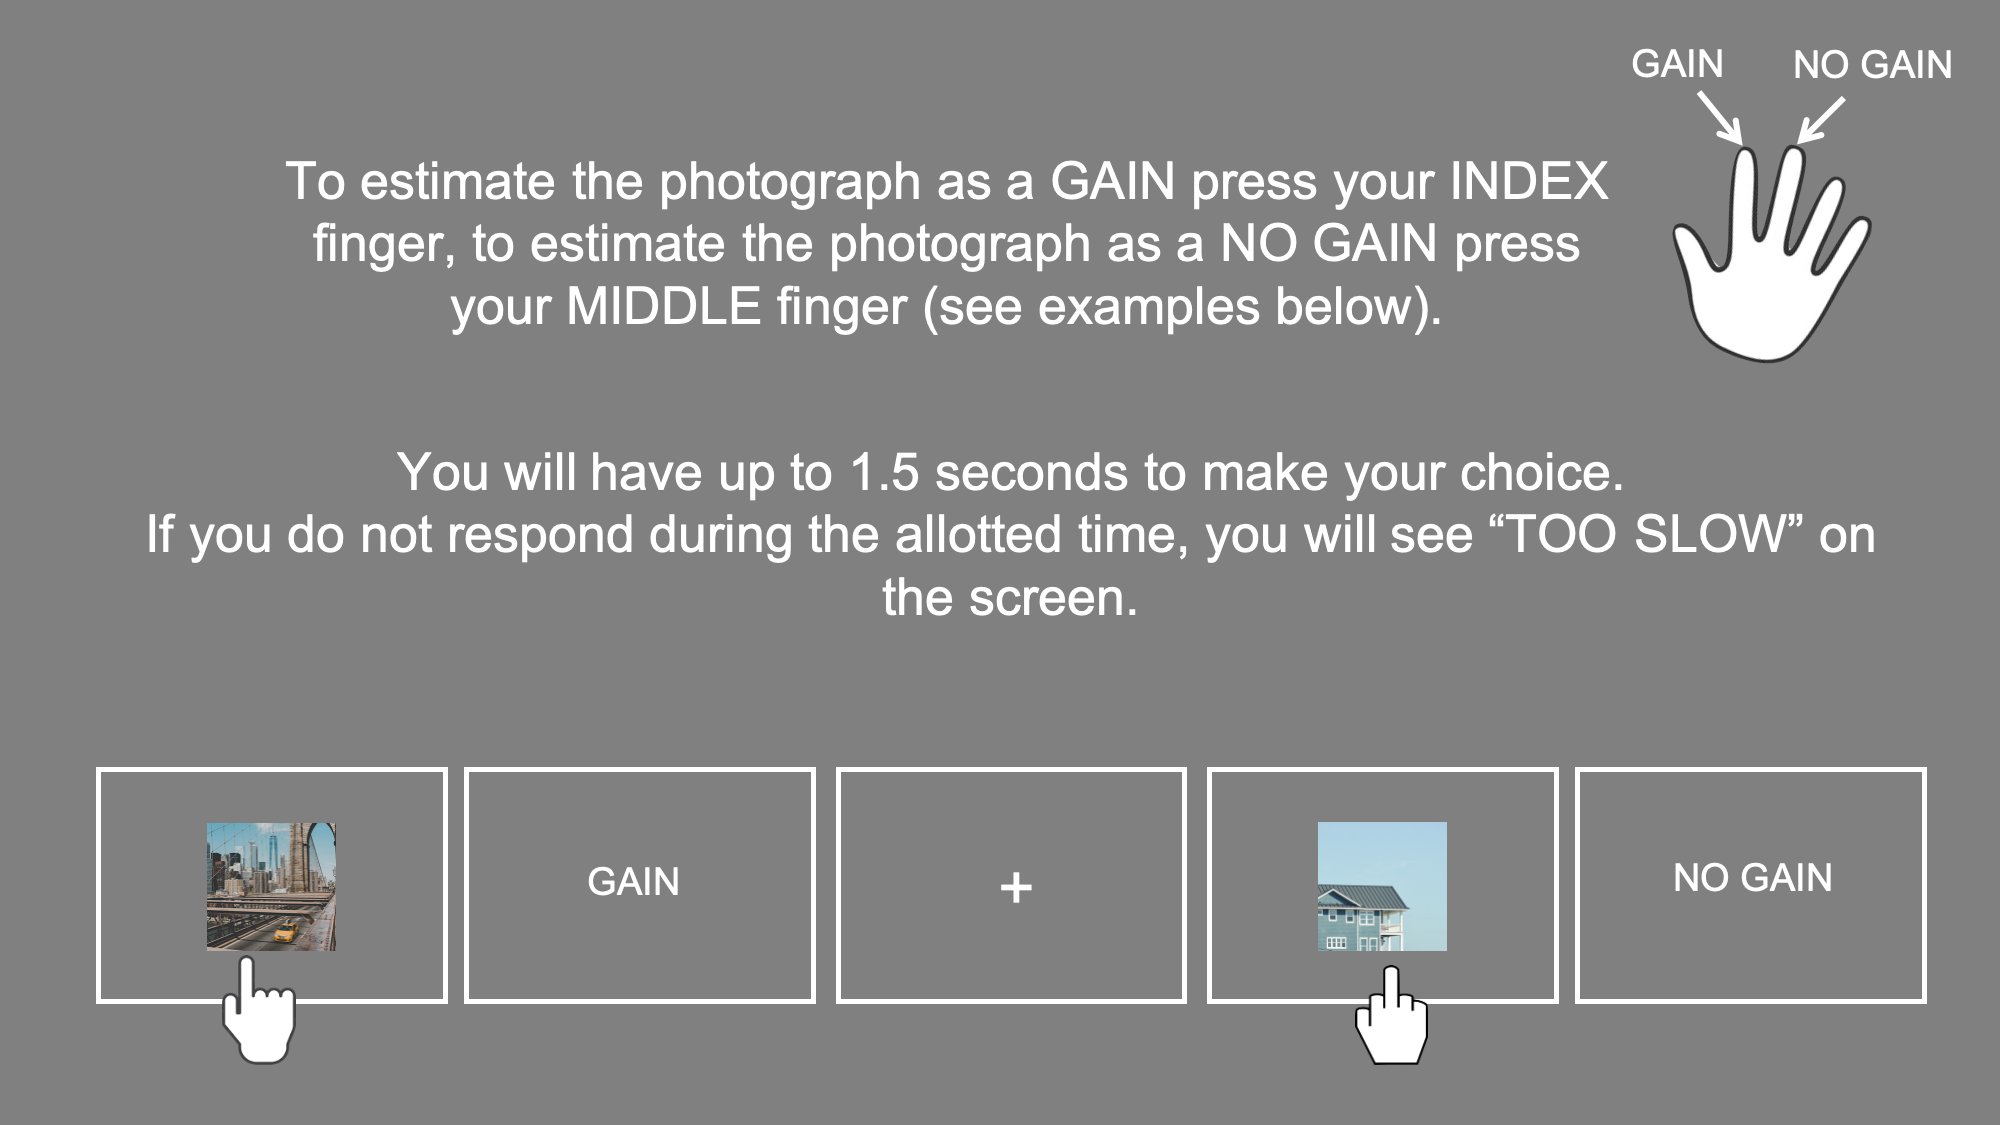 GAIN NO GAIN
To estimate the photograph as a GAIN press your INDEX
finger, to estimate the photograph as a NO GAIN press
your MIDDLE finger (see examples below).
You will have up to 1.5 seconds to make your choice.
If you do not respond during the allotted time, you will see “TOO SLOW” on
the screen.
GAIN
+
NO GAIN